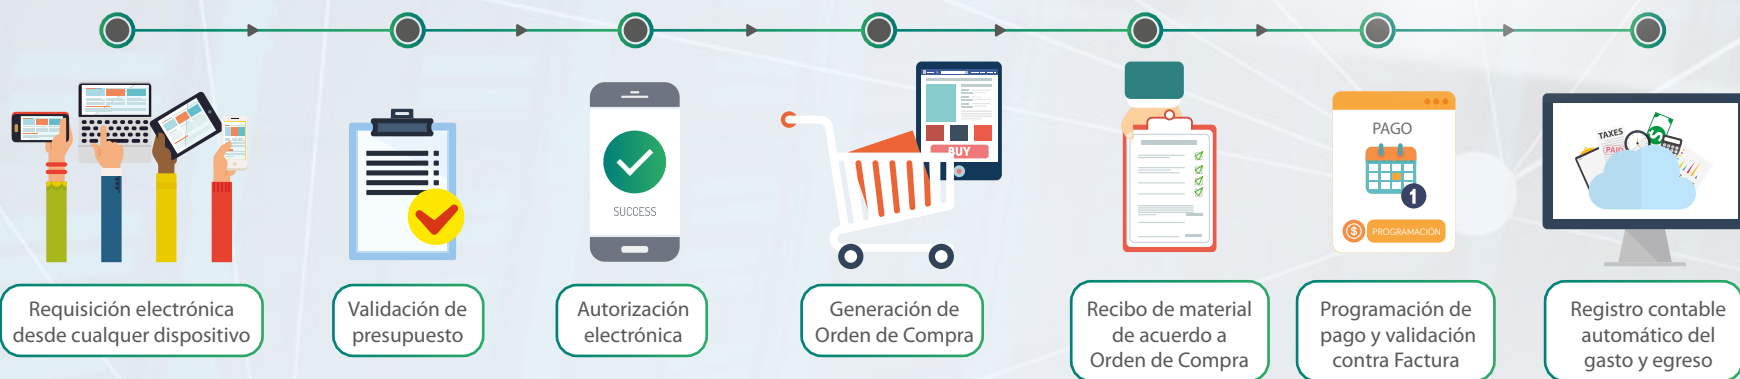 BUY
SUCCESS
PAGO
1
$
PROGRAMACIÓN
TAXES
PAID
$
Requisición electrónica
desde cualquer dispositivo
Validación de
presupuesto
Autorización
electrónica
Generación de
Orden de Compra
Recibo de material
de acuerdo a
Orden de Compra
Programación de
pago y validación
contra Factura
Registro contable
automático del
gasto y egreso